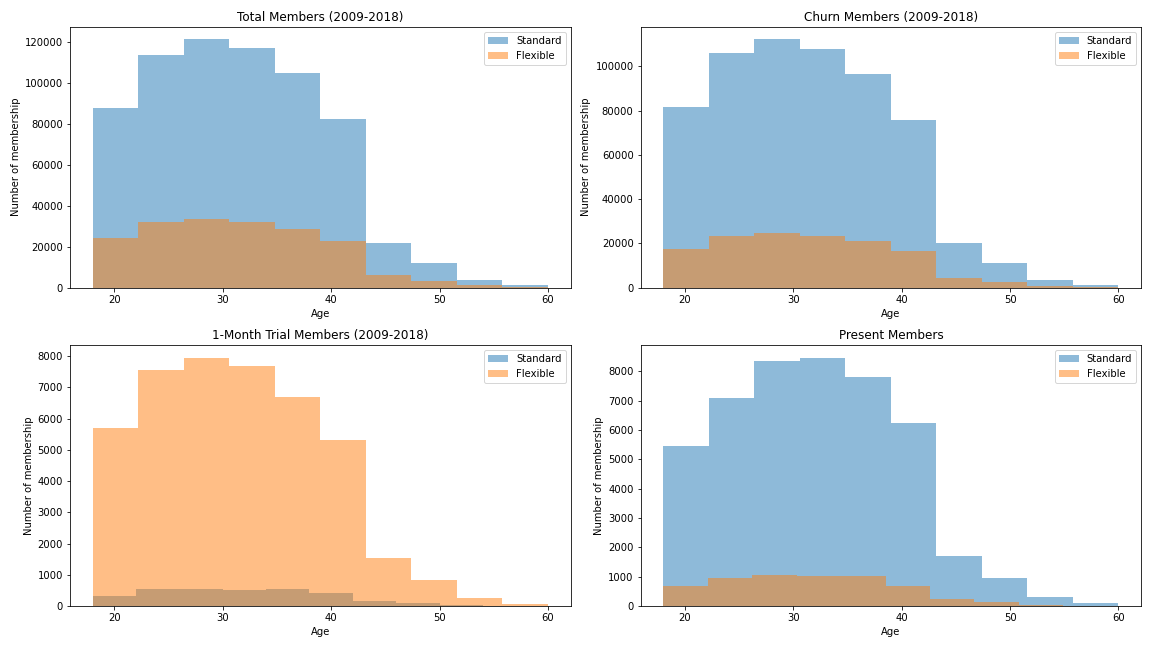 Total Members (2009-2018)
Number of membership
120000
100000
80000
60000
40000
20000
0
Standard
Flexible
20 30 40 50 60
Age
Churn Members (2009-2018)
Number of membership
100000
80000
60000
40000
20000
0
Standard
Flexible
20 30 40 50 60
Age
1-Month Trial Members (2009-2018)
Number of membership
8000
7000
6000
5000
4000
3000
2000
1000
0
Standard
Flexible
20 30 40 50 60
Age
Present Members
Number of membership
8000
7000
6000
5000
4000
3000
2000
1000
0
Standard
Flexible
20 30 40 50 60
Age